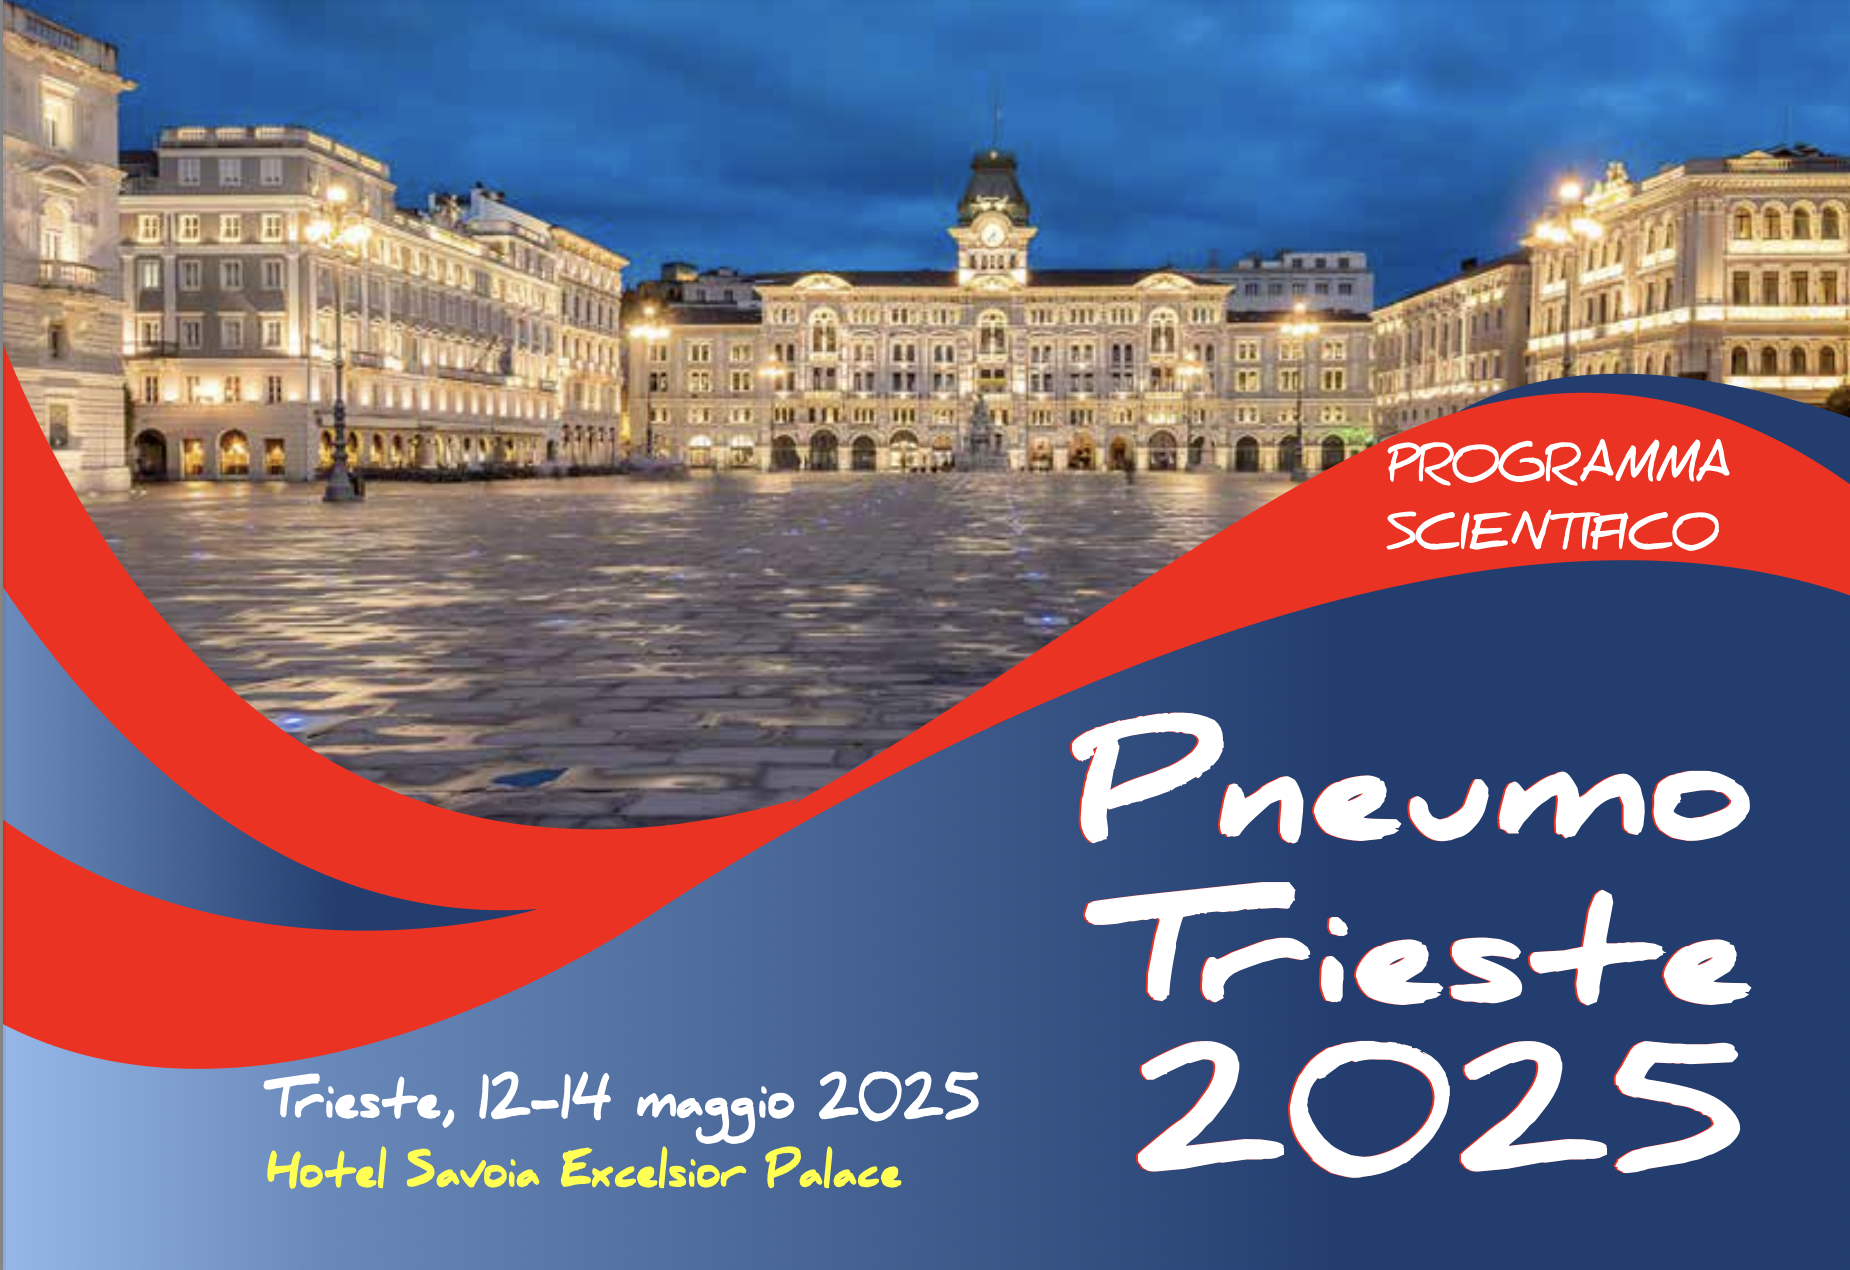 PROGRAMMA
SCIENTIFICO
Pneumo
Trieste
2025
Trieste, 12-14 maggio 2025
Hotel Savoia Excelsior Palace